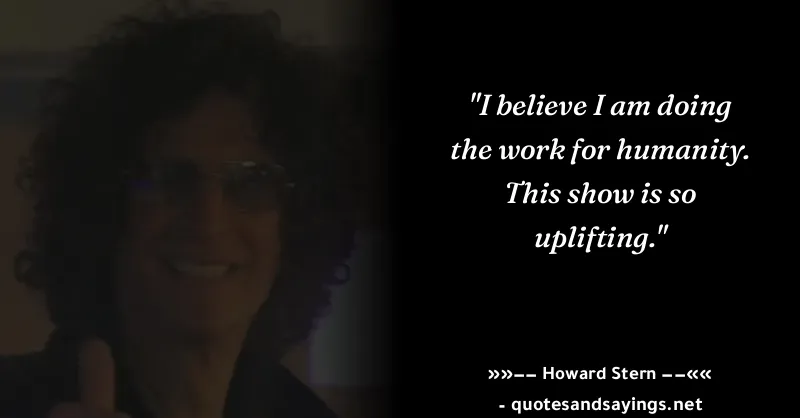 "I believe I am doing
the work for humanity.
This show is so
uplifting."
»»−− Howard Stern −−««
- quotesandsayings.net